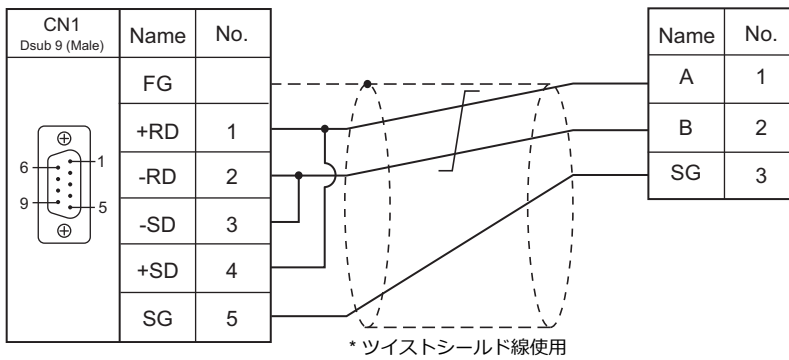 CN1
Dsub 9 (Male)
Name No.
FG
+RD 1
-RD 2
-SD 3
+SD 4
SG 5
6
1
9
5
Name No.
A 1
B 2
SG 3
* ツイストシールド線使用